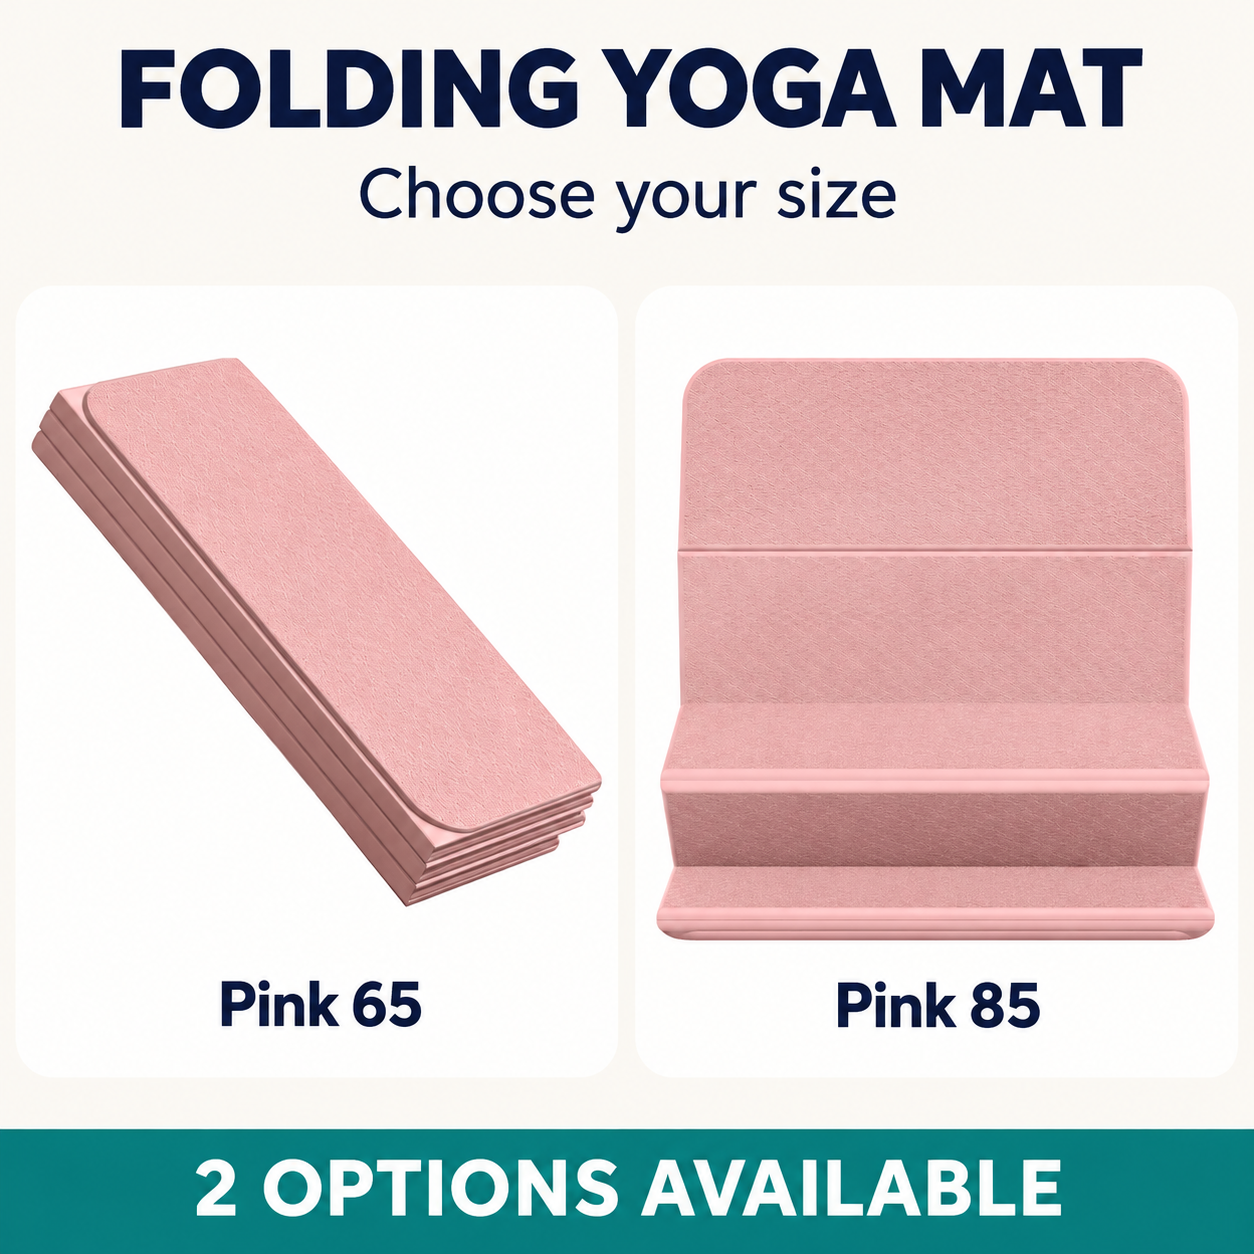 FOLDING YOGA MAT
Choose your size
Pink 65
Pink 85
2 OPTIONS AVAILABLE